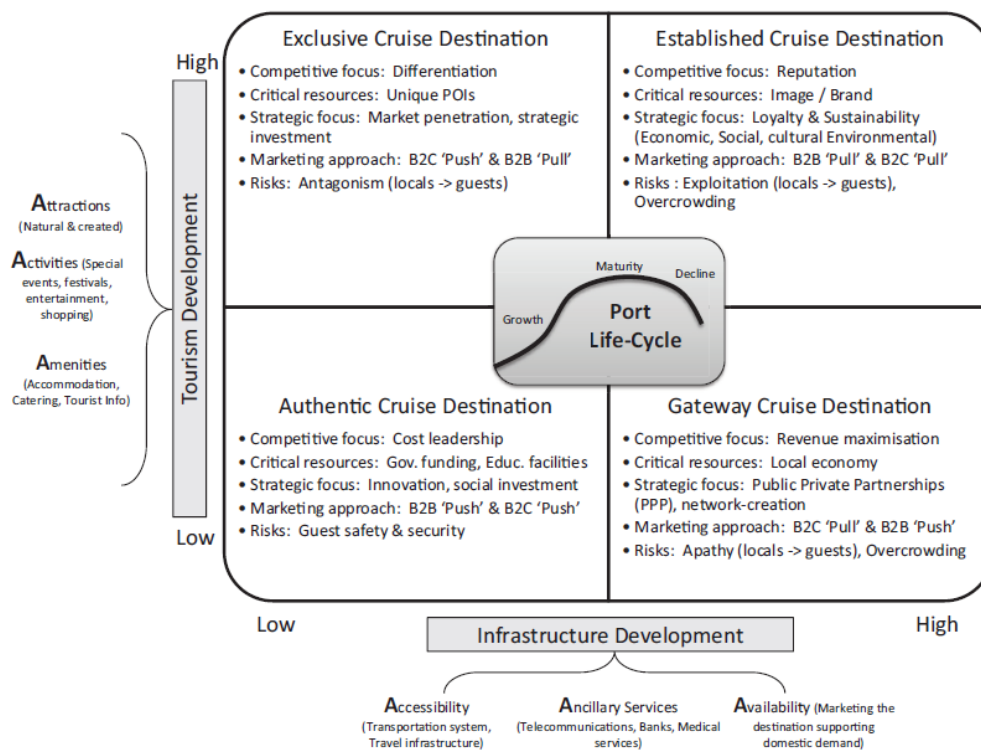 High
Tourism Development
Low
Attractions
(Natural & created)
Activities (Special
events, festivals,
entertainment,
shopping)
Amenities
(Accommodation,
Catering, Tourist Info)
Exclusive Cruise Destination
• Competitive focus: Differentiation
• Critical resources: Unique POIs
• Strategic focus: Market penetration, strategic
investment
• Marketing approach: B2C ‘Push’ & B2B ‘Pull’
• Risks: Antagonism (locals -> guests)
Established Cruise Destination
• Competitive focus: Reputation
• Critical resources: Image / Brand
• Strategic focus: Loyalty & Sustainability
(Economic, Social, cultural Environmental)
• Marketing approach: B2B ‘Pull’ & B2C ‘Pull’
• Risks : Exploitation (locals -> guests),
Overcrowding
Growth
Maturity
Decline
Port
Life-Cycle
Authentic Cruise Destination
• Competitive focus: Cost leadership
• Critical resources: Gov. funding, Educ. facilities
• Strategic focus: Innovation, social investment
• Marketing approach: B2B ‘Push’ & B2C ‘Push’
• Risks: Guest safety & security
Gateway Cruise Destination
• Competitive focus: Revenue maximisation
• Critical resources: Local economy
• Strategic focus: Public Private Partnerships
(PPP), network-creation
• Marketing approach: B2C ‘Pull’ & B2B ‘Push’
• Risks: Apathy (locals -> guests), Overcrowding
Low
Infrastructure Development
High
Accessibility
(Transportation system,
Travel infrastructure)
Ancillary Services
(Telecommunications, Banks, Medical
services)
Availability (Marketing the
destination supporting
domestic demand)